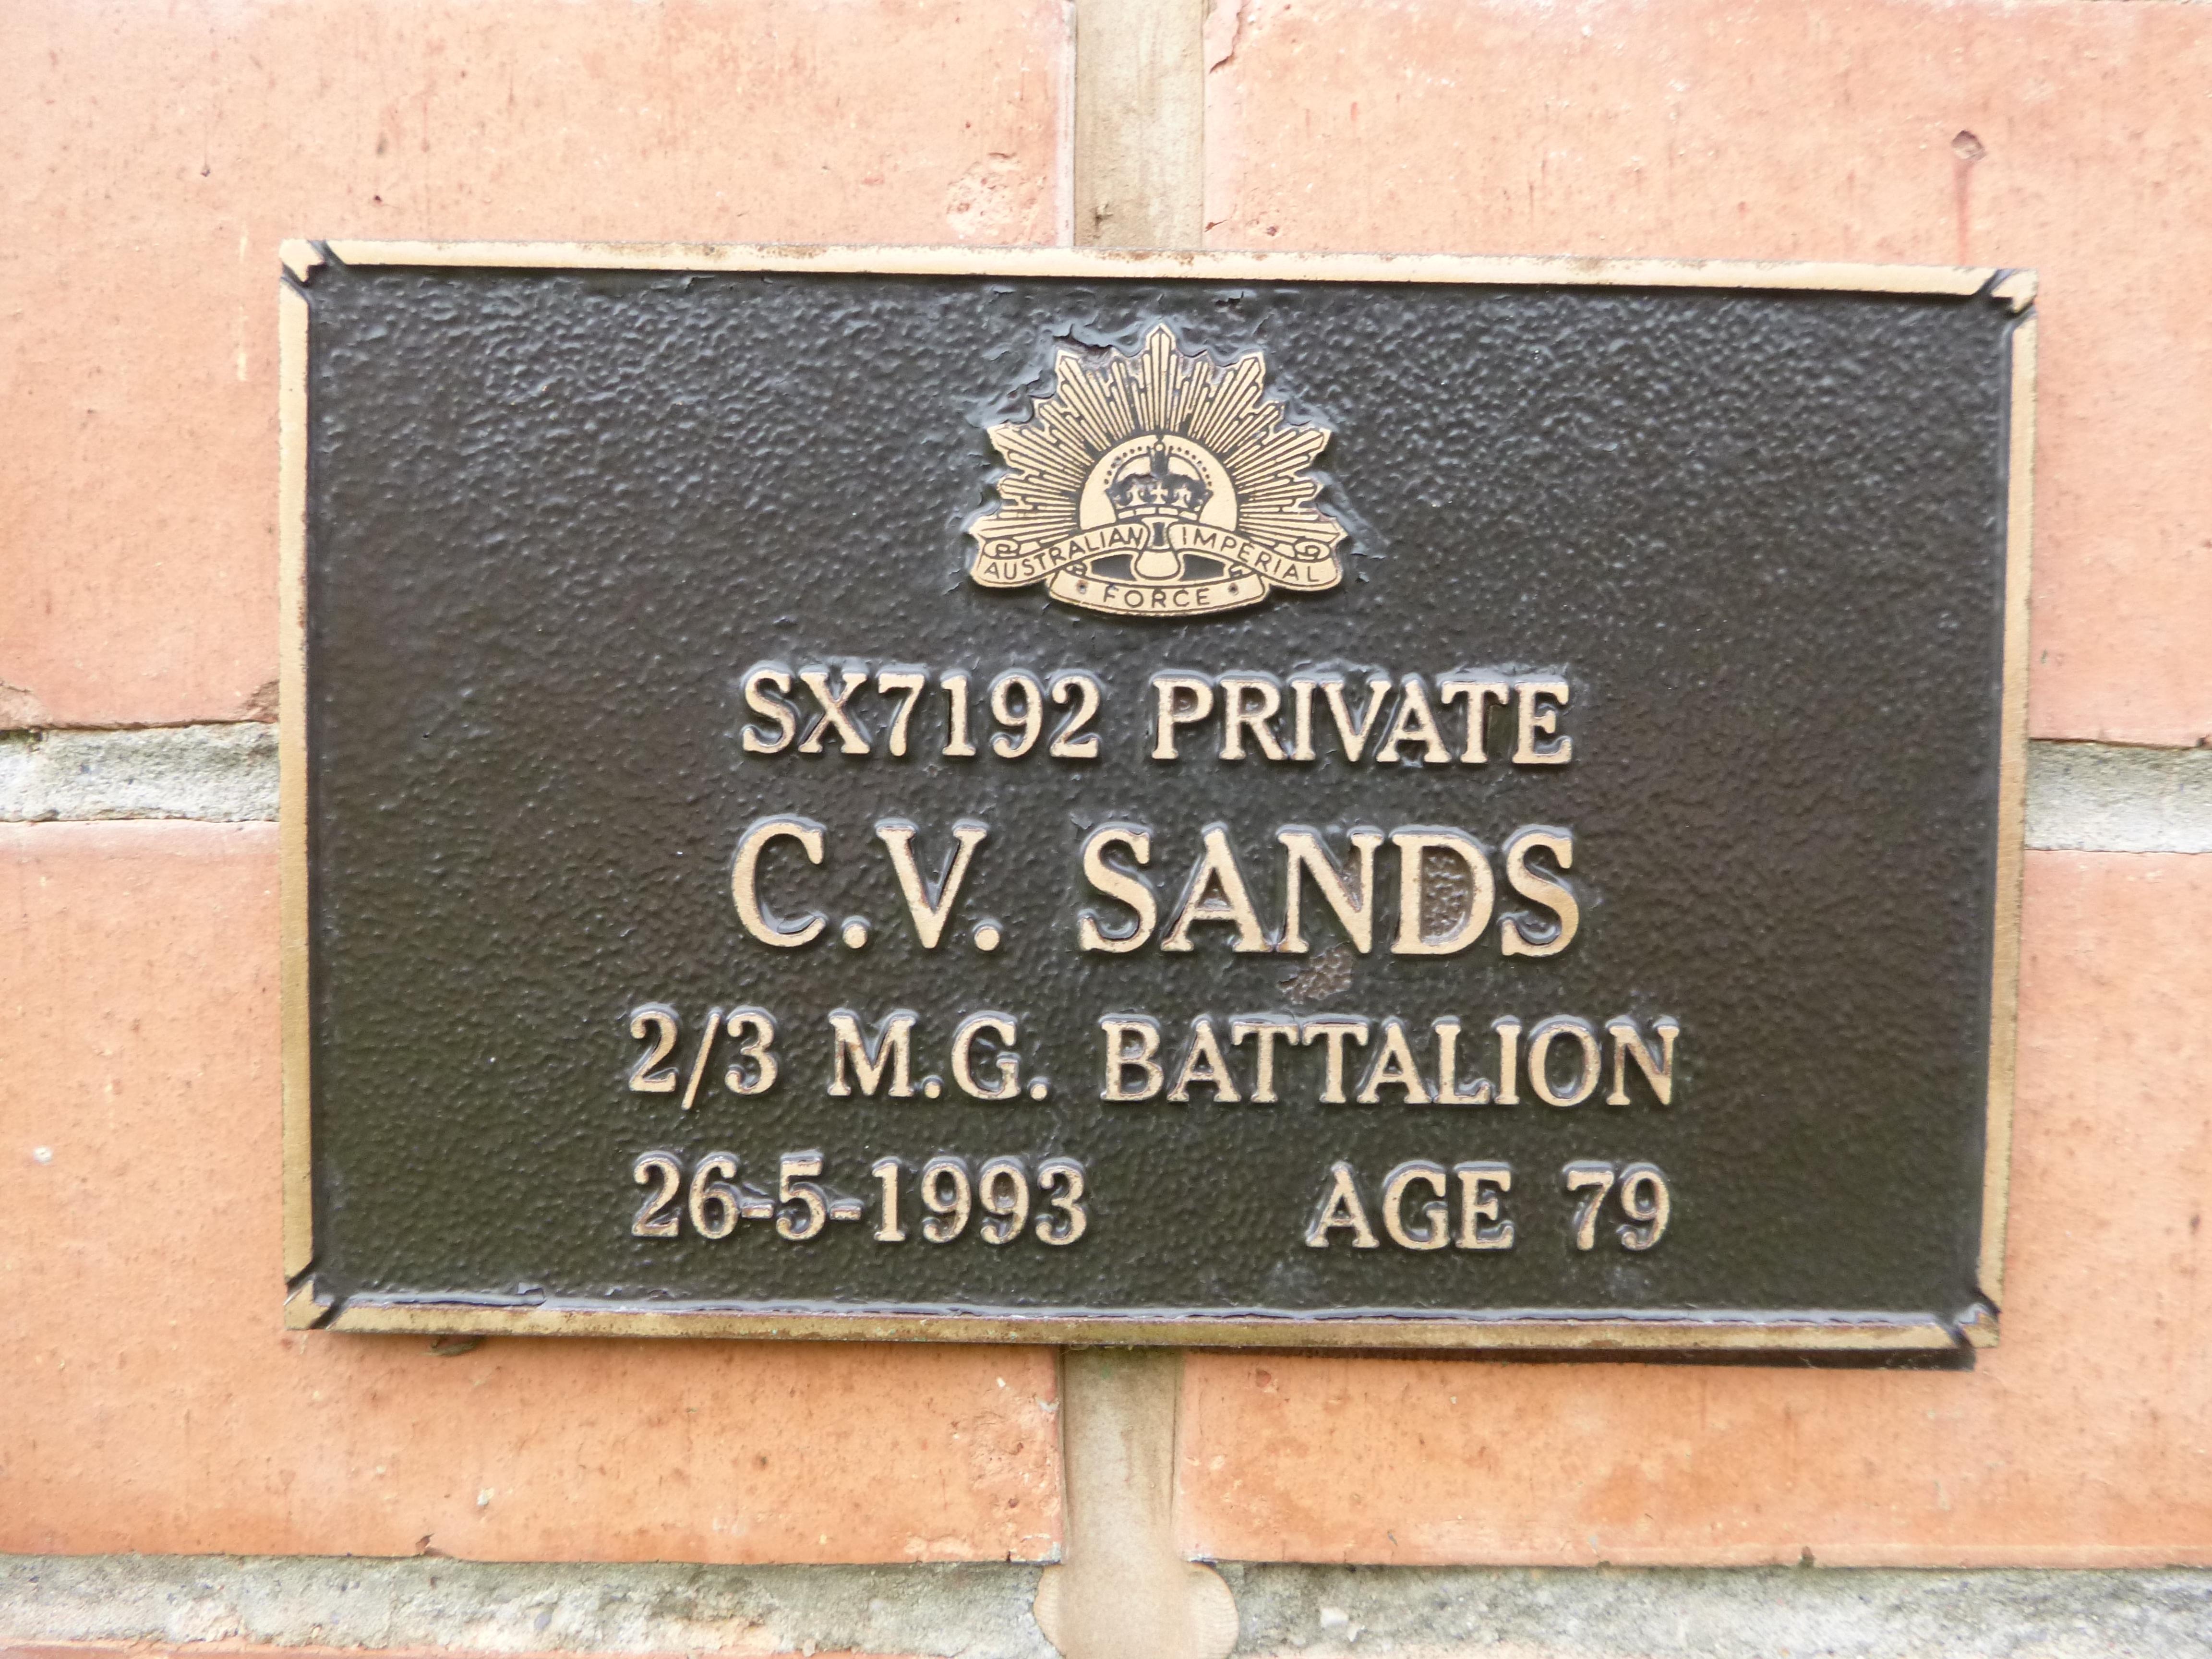 AUSTRALIAN IMPERIAL
FORCE
SX7192 PRIVATE
C.V. SANDS
2/3 M.G. BATTALION
26-5-1993 AGE 79